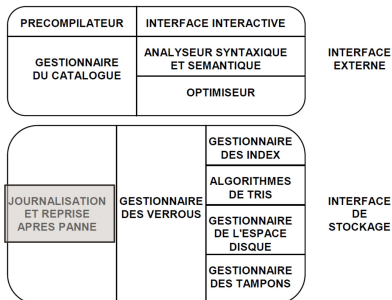 PRECOMPILATEUR
INTERFACE INTERACTIVE
GESTIONNAIRE
DU CATALOGUE
ANALYSEUR SYNTAXIQUE
ET SEMANTIQUE
OPTIMISEUR
INTERFACE
EXTERNE
JOURNALISATION
ET REPRISE
APRES PANNE
GESTIONNAIRE
DES VERROUS
GESTIONNAIRE
DES INDEX
ALGORITHMES
DE TRIS
GESTIONNAIRE
DE L'ESPACE
DISQUE
GESTIONNAIRE
DES TAMPONS
INTERFACE
DE
STOCKAGE